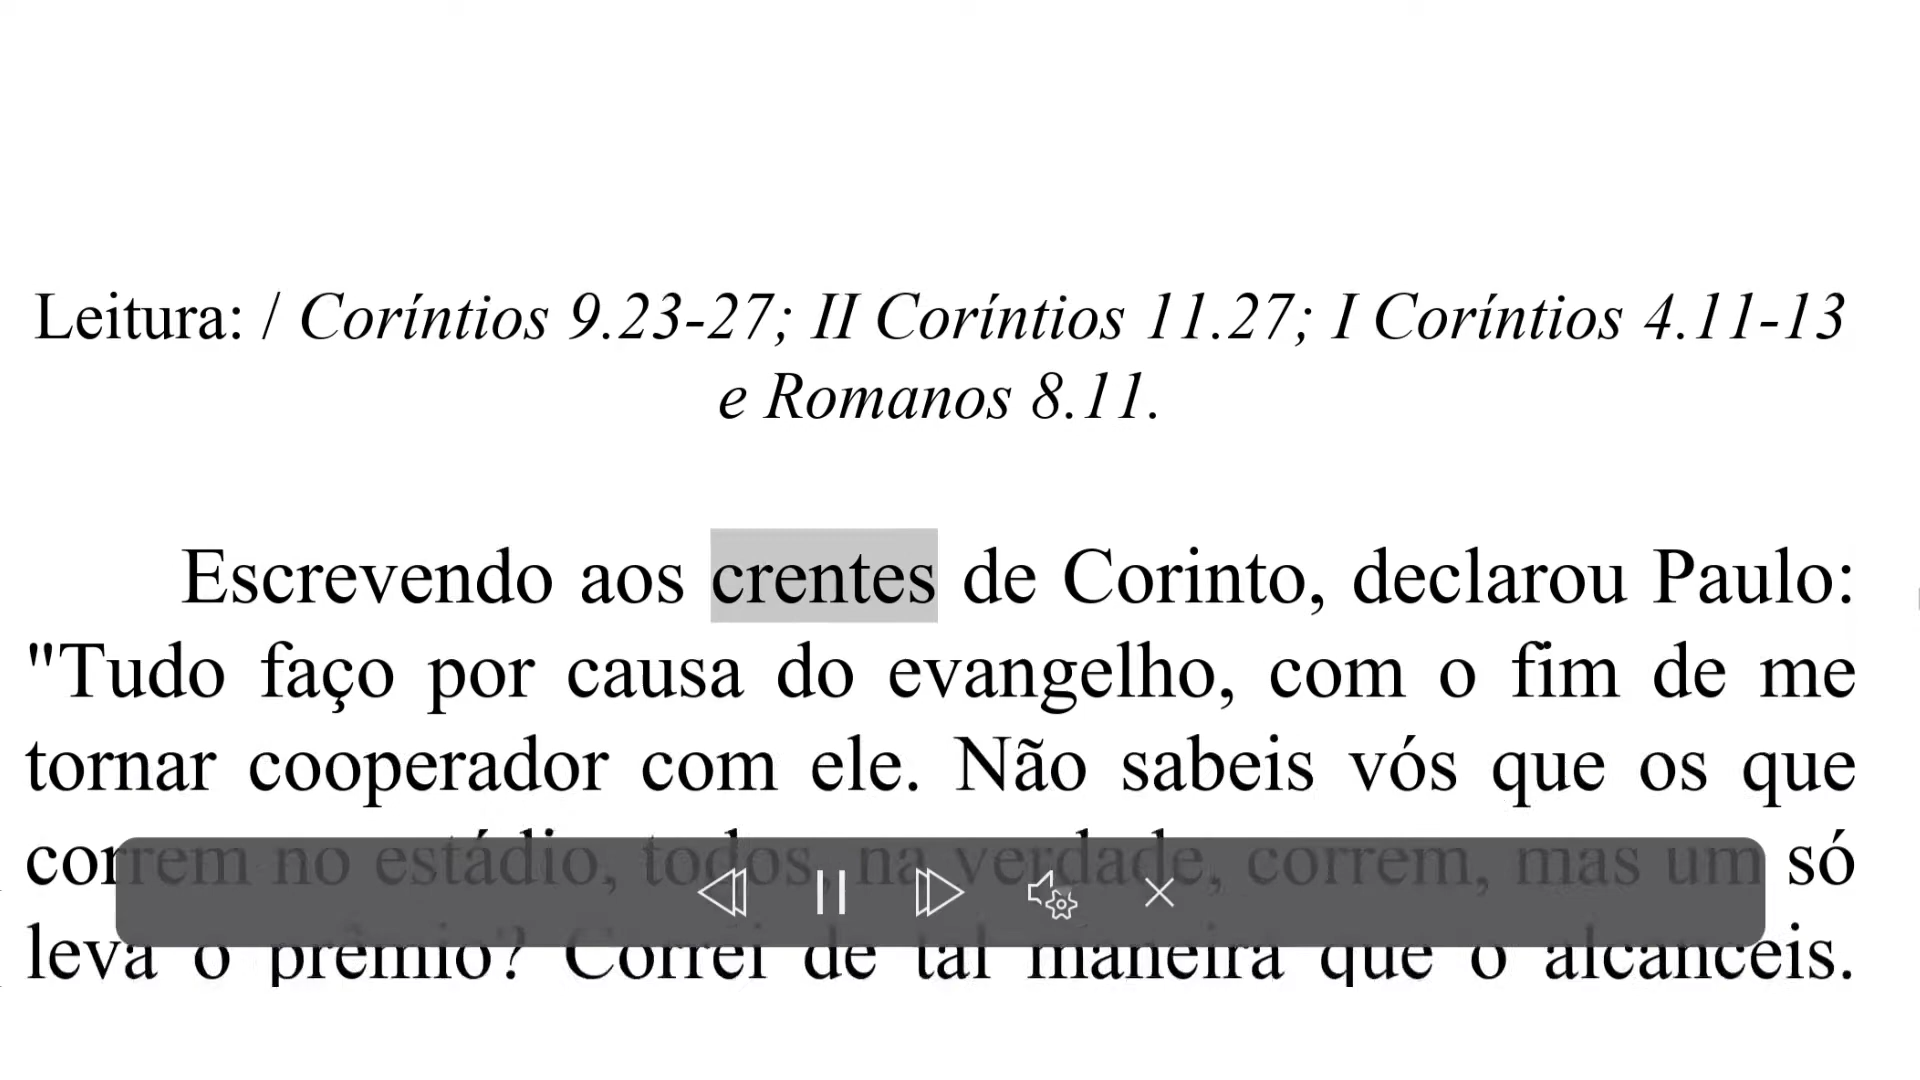 Leitura: / Coríntios 9.23-27; II Coríntios 11.27; I Coríntios 4.11-13
e Romanos 8.11.
Escrevendo aos crentes de Corinto, declarou Paulo:
"Tudo faço por causa do evangelho, com o fim de me
tornar cooperador com ele. Não sabeis vós que os que
correm no estádio, todos, na verdade, correm, mas um só
leva o prêmio? Correi de tal maneira que o alcanceis.